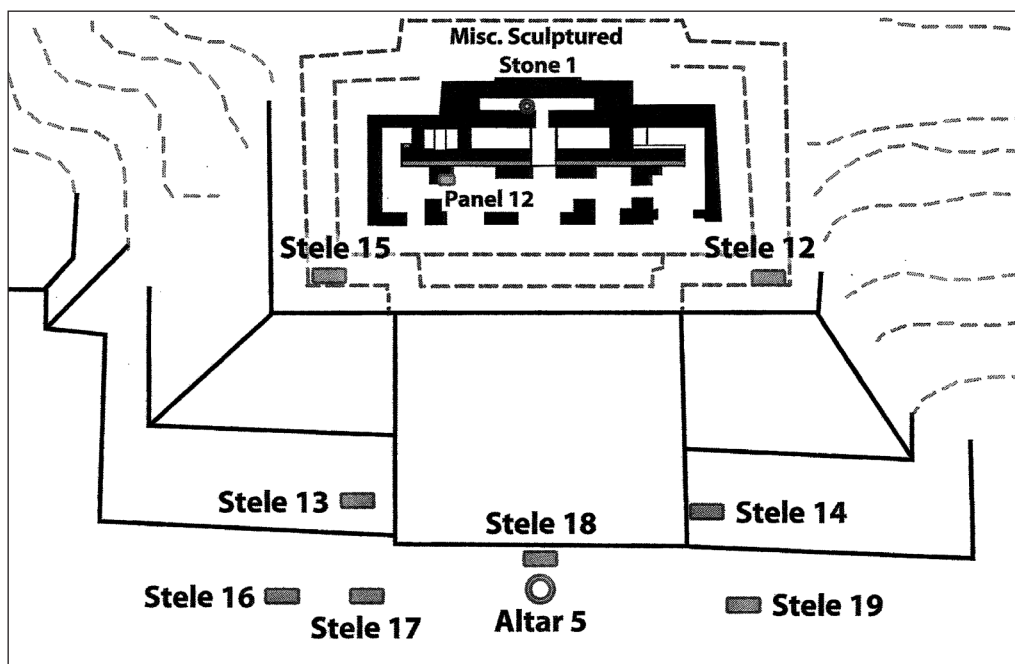 Misc. Sculptured
Stone 1
Panel 12
Stele 15
Stele 12
Stele 13
Stele 18
Stele 14
Stele 16
Stele 17
Altar 5
Stele 19